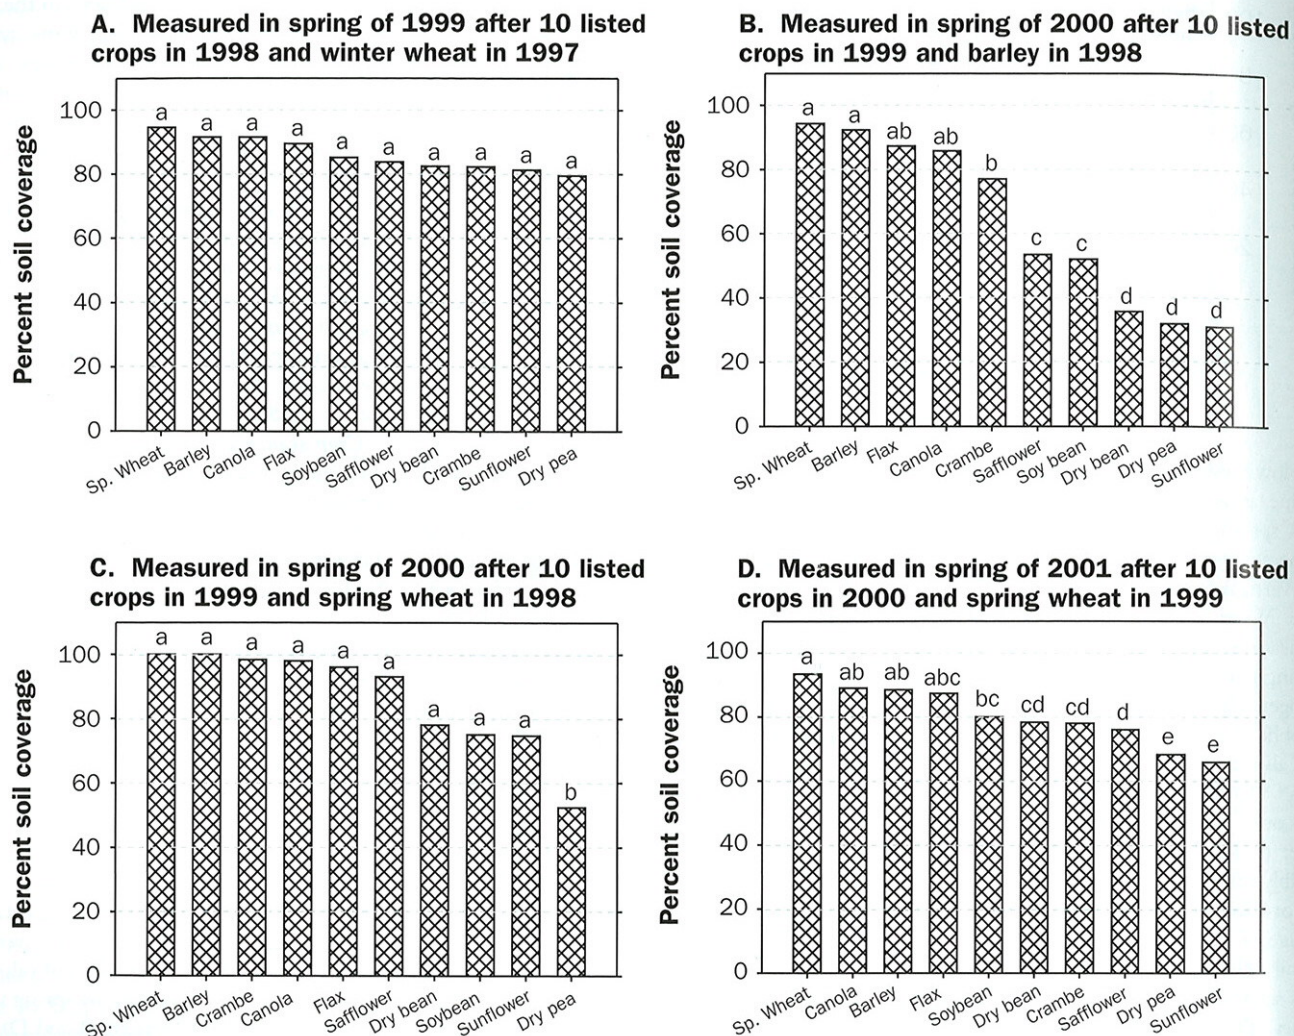 A. Measured in spring of 1999 after 10 listed
crops in 1998 and winter wheat in 1997
Percent soil coverage
100
80
60
40
20
0
a a a a a a a a a a
Sp. Wheat
Barley
Canola
Flax
Soybean
Safflower
Dry bean
Crambe
Sunflower
Dry pea
B. Measured in spring of 2000 after 10 listed
crops in 1999 and barley in 1998
Percent soil coverage
100
80
60
40
20
0
a a ab ab b c c d d d
Sp. Wheat
Barley
Flax
Canola
Crambe
Safflower
Soy bean
Dry bean
Dry pea
Sunflower
C. Measured in spring of 2000 after 10 listed
crops in 1999 and spring wheat in 1998
Percent soil coverage
100
80
60
40
20
0
a a a a a a a a a b
Sp. Wheat
Barley
Crambe
Canola
Flax
Safflower
Dry bean
Soybean
Sunflower
Dry pea
D. Measured in spring of 2001 after 10 listed
crops in 2000 and spring wheat in 1999
Percent soil coverage
100
80
60
40
20
0
a ab ab abc bc cd cd d e e
Sp. Wheat
Canola
Barley
Flax
Soybean
Dry bean
Crambe
Safflower
Dry pea
Sunflower